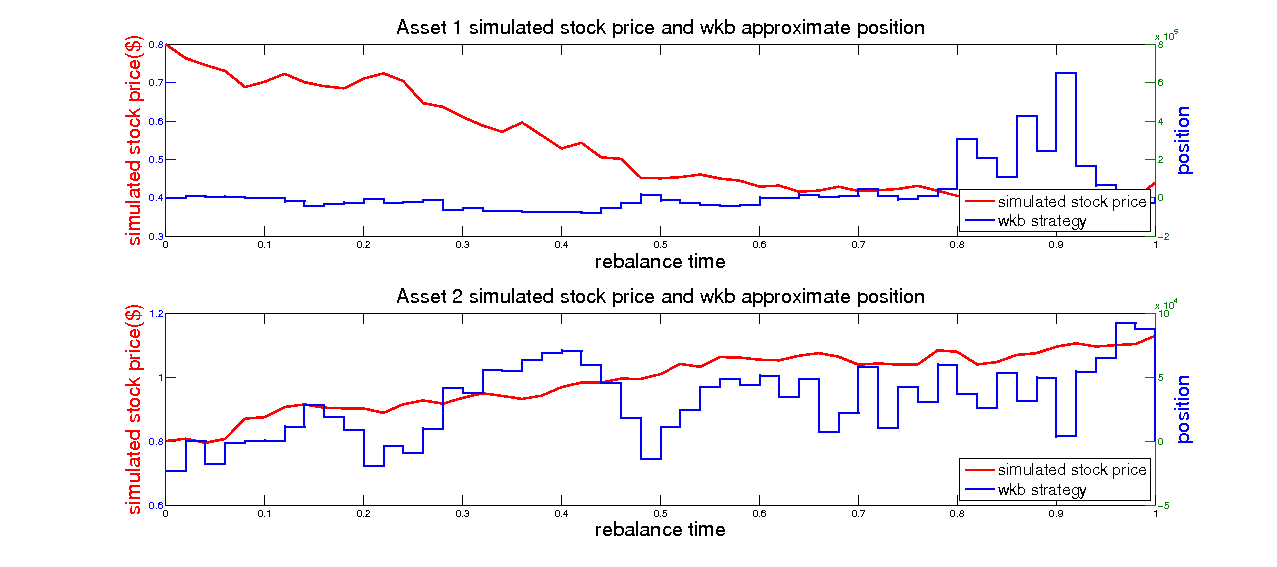 Asset 1 simulated stock price and wkb approximate position
x 10^5
0.8
0.7
0.6
0.5
0.4
0.3
simulated stock price($)
8
6
4
2
0
-2
position
simulated stock price
wkb strategy
0 0.1 0.2 0.3 0.4 0.5 0.6 0.7 0.8 0.9 1
rebalance time
Asset 2 simulated stock price and wkb approximate position
x 10^4
1.2
1
0.8
0.6
simulated stock price($)
10
5
0
-5
position
simulated stock price
wkb strategy
0 0.1 0.2 0.3 0.4 0.5 0.6 0.7 0.8 0.9 1
rebalance time